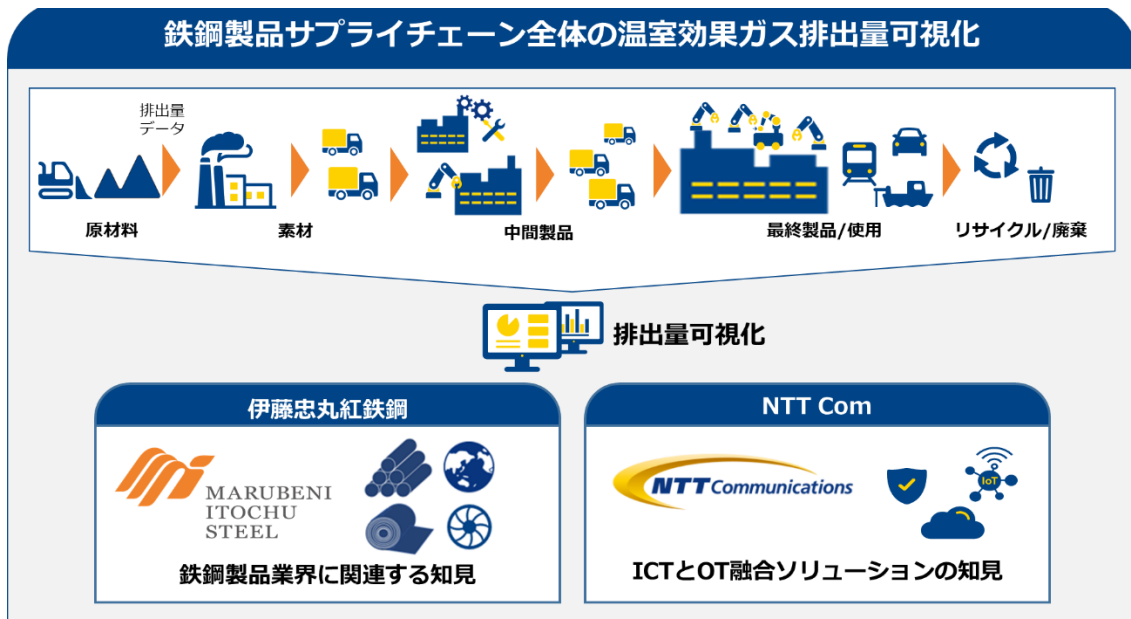 鉄鋼製品サプライチェーン全体の温室効果ガス排出量可視化
排出量
データ
原材料
素材
中間製品
最終製品/使用
リサイクル/廃棄
排出量可視化
伊藤忠丸紅鉄鋼
MARUBENI
ITOCHU
STEEL
鉄鋼製品業界に関連する知見
NTT Com
NTT Communications
IoT
ICTとOT融合ソリューションの知見